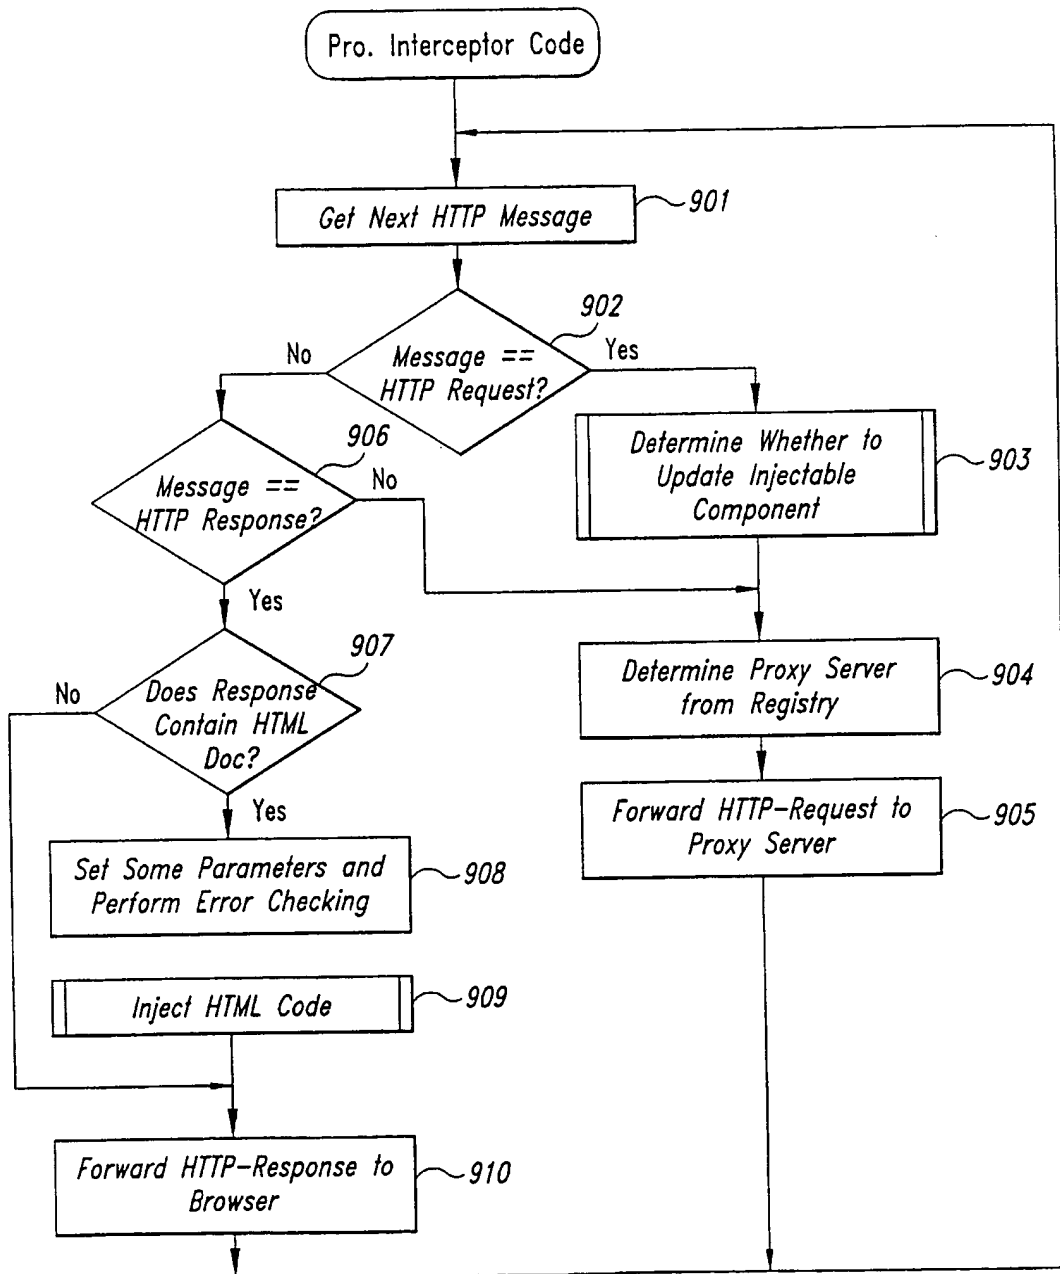 Pro. Interceptor Code
Get Next HTTP Message
901
902
Message ==
HTTP Request?
No
Yes
906
Message ==
HTTP Response?
No
Determine Whether to
Update Injectable
Component
903
Yes
907
Does Response
Contain HTML
Doc?
No
Determine Proxy Server
from Registry
904
Yes
Forward HTTP-Request to
Proxy Server
905
Set Some Parameters and
Perform Error Checking
908
Inject HTML Code
909
Forward HTTP-Response to
Browser
910